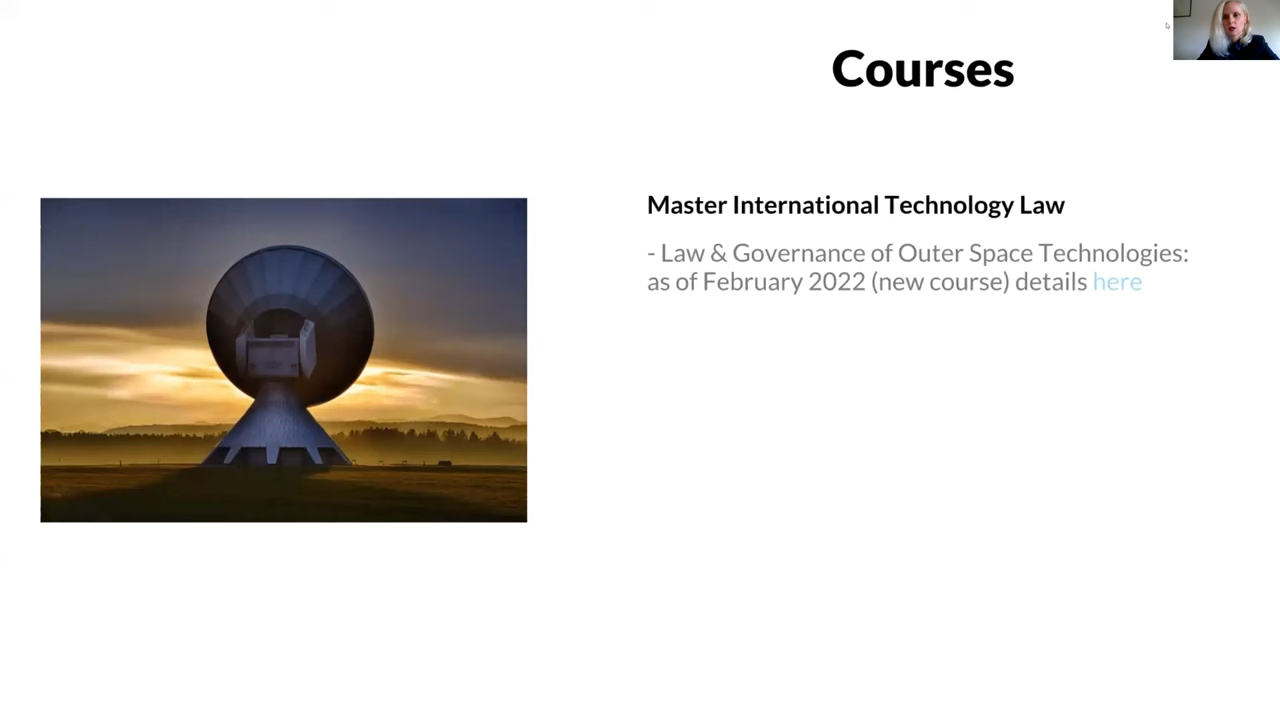 Courses
Master International Technology Law
- Law & Governance of Outer Space Technologies:
as of February 2022 (new course) details here